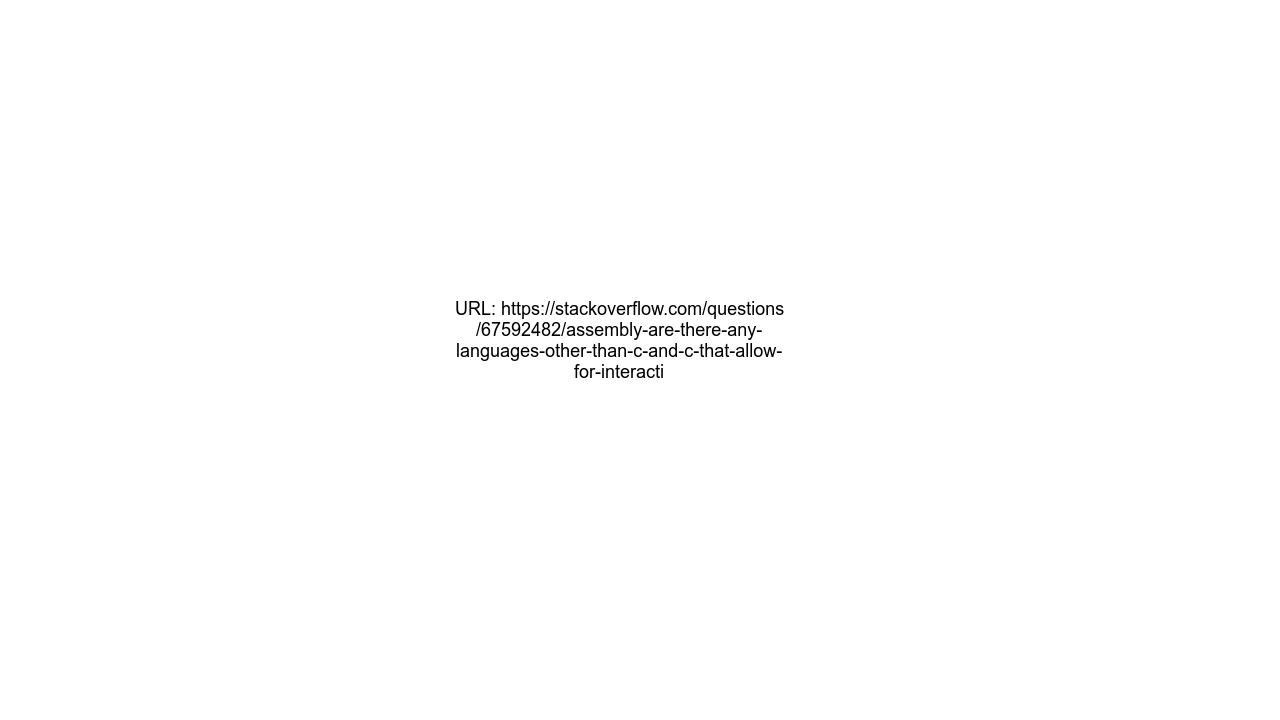 URL: https://stackoverflow.com/questions
/67592482/assembly-are-there-any-
languages-other-than-c-and-c-that-allow-
for-interacti